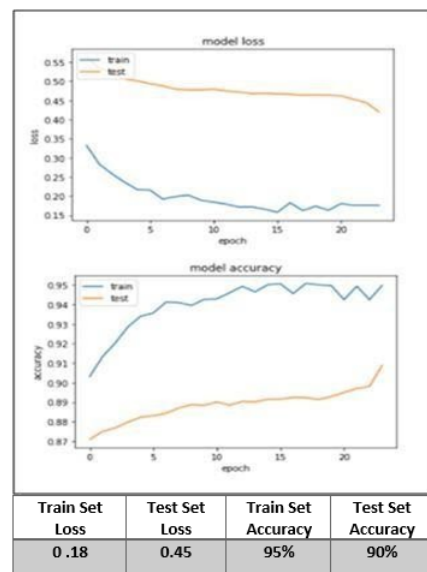 model loss
train
test
0.55
0.50
0.45
0.40
0.35
0.30
0.25
0.20
0.15
loss
0 5 10 15 20
epoch
model accuracy
train
test
0.95
0.94
0.93
0.92
0.91
0.90
0.89
0.88
0.87
accuracy
0 5 10 15 20
epoch
Train Set Loss
Test Set Loss
Train Set Accuracy
Test Set Accuracy
0 .18 0.45 95% 90%